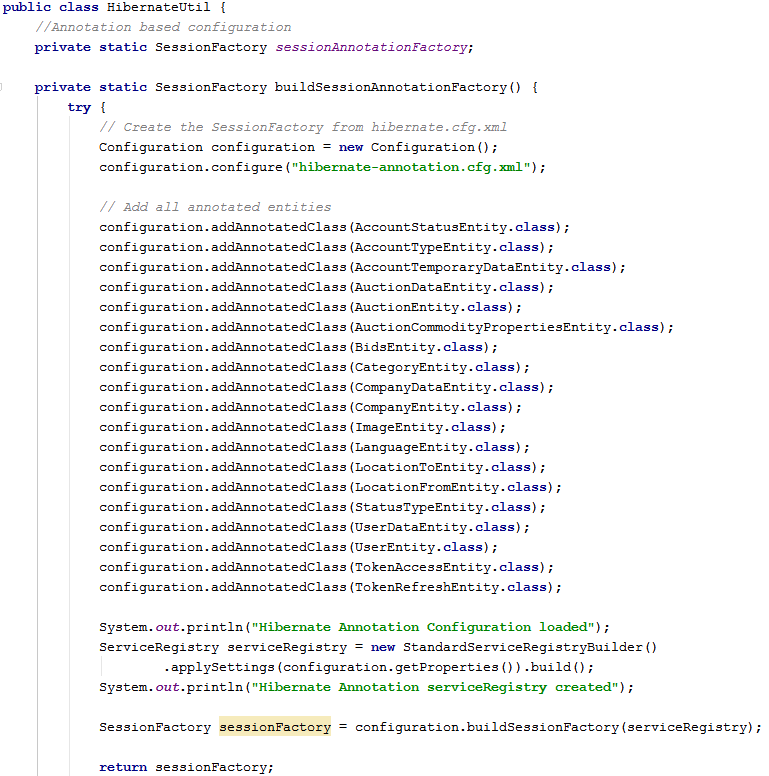 public class HibernateUtil {
//Annotation based configuration
private static SessionFactory sessionAnnotationFactory;
private static SessionFactory buildSessionAnnotationFactory() {
try {
// Create the SessionFactory from hibernate.cfg.xml
Configuration configuration = new Configuration();
configuration.configure("hibernate-annotation.cfg.xml");
// Add all annotated entities
configuration.addAnnotatedClass(AccountStatusEntity.class);
configuration.addAnnotatedClass(AccountTypeEntity.class);
configuration.addAnnotatedClass(AccountTemporaryDataEntity.class);
configuration.addAnnotatedClass(AuctionDataEntity.class);
configuration.addAnnotatedClass(AuctionEntity.class);
configuration.addAnnotatedClass(AuctionCommodityPropertiesEntity.class);
configuration.addAnnotatedClass(BidsEntity.class);
configuration.addAnnotatedClass(CategoryEntity.class);
configuration.addAnnotatedClass(CompanyDataEntity.class);
configuration.addAnnotatedClass(CompanyEntity.class);
configuration.addAnnotatedClass(ImageEntity.class);
configuration.addAnnotatedClass(LanguageEntity.class);
configuration.addAnnotatedClass(LocationToEntity.class);
configuration.addAnnotatedClass(LocationFromEntity.class);
configuration.addAnnotatedClass(StatusTypeEntity.class);
configuration.addAnnotatedClass(UserDataEntity.class);
configuration.addAnnotatedClass(UserEntity.class);
configuration.addAnnotatedClass(TokenAccessEntity.class);
configuration.addAnnotatedClass(TokenRefreshEntity.class);
System.out.println("Hibernate Annotation Configuration loaded");
ServiceRegistry serviceRegistry = new StandardServiceRegistryBuilder()
.applySettings(configuration.getProperties()).build();
System.out.println("Hibernate Annotation serviceRegistry created");
SessionFactory sessionFactory = configuration.buildSessionFactory(serviceRegistry);
return sessionFactory;